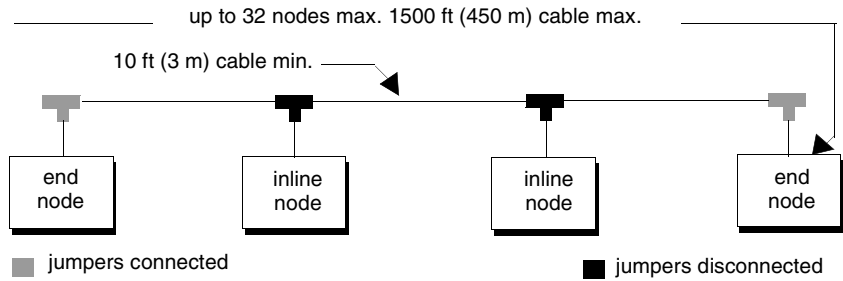 up to 32 nodes max. 1500 ft (450 m) cable max.
10 ft (3 m) cable min.
end
node
inline
node
inline
node
end
node
jumpers connected
jumpers disconnected